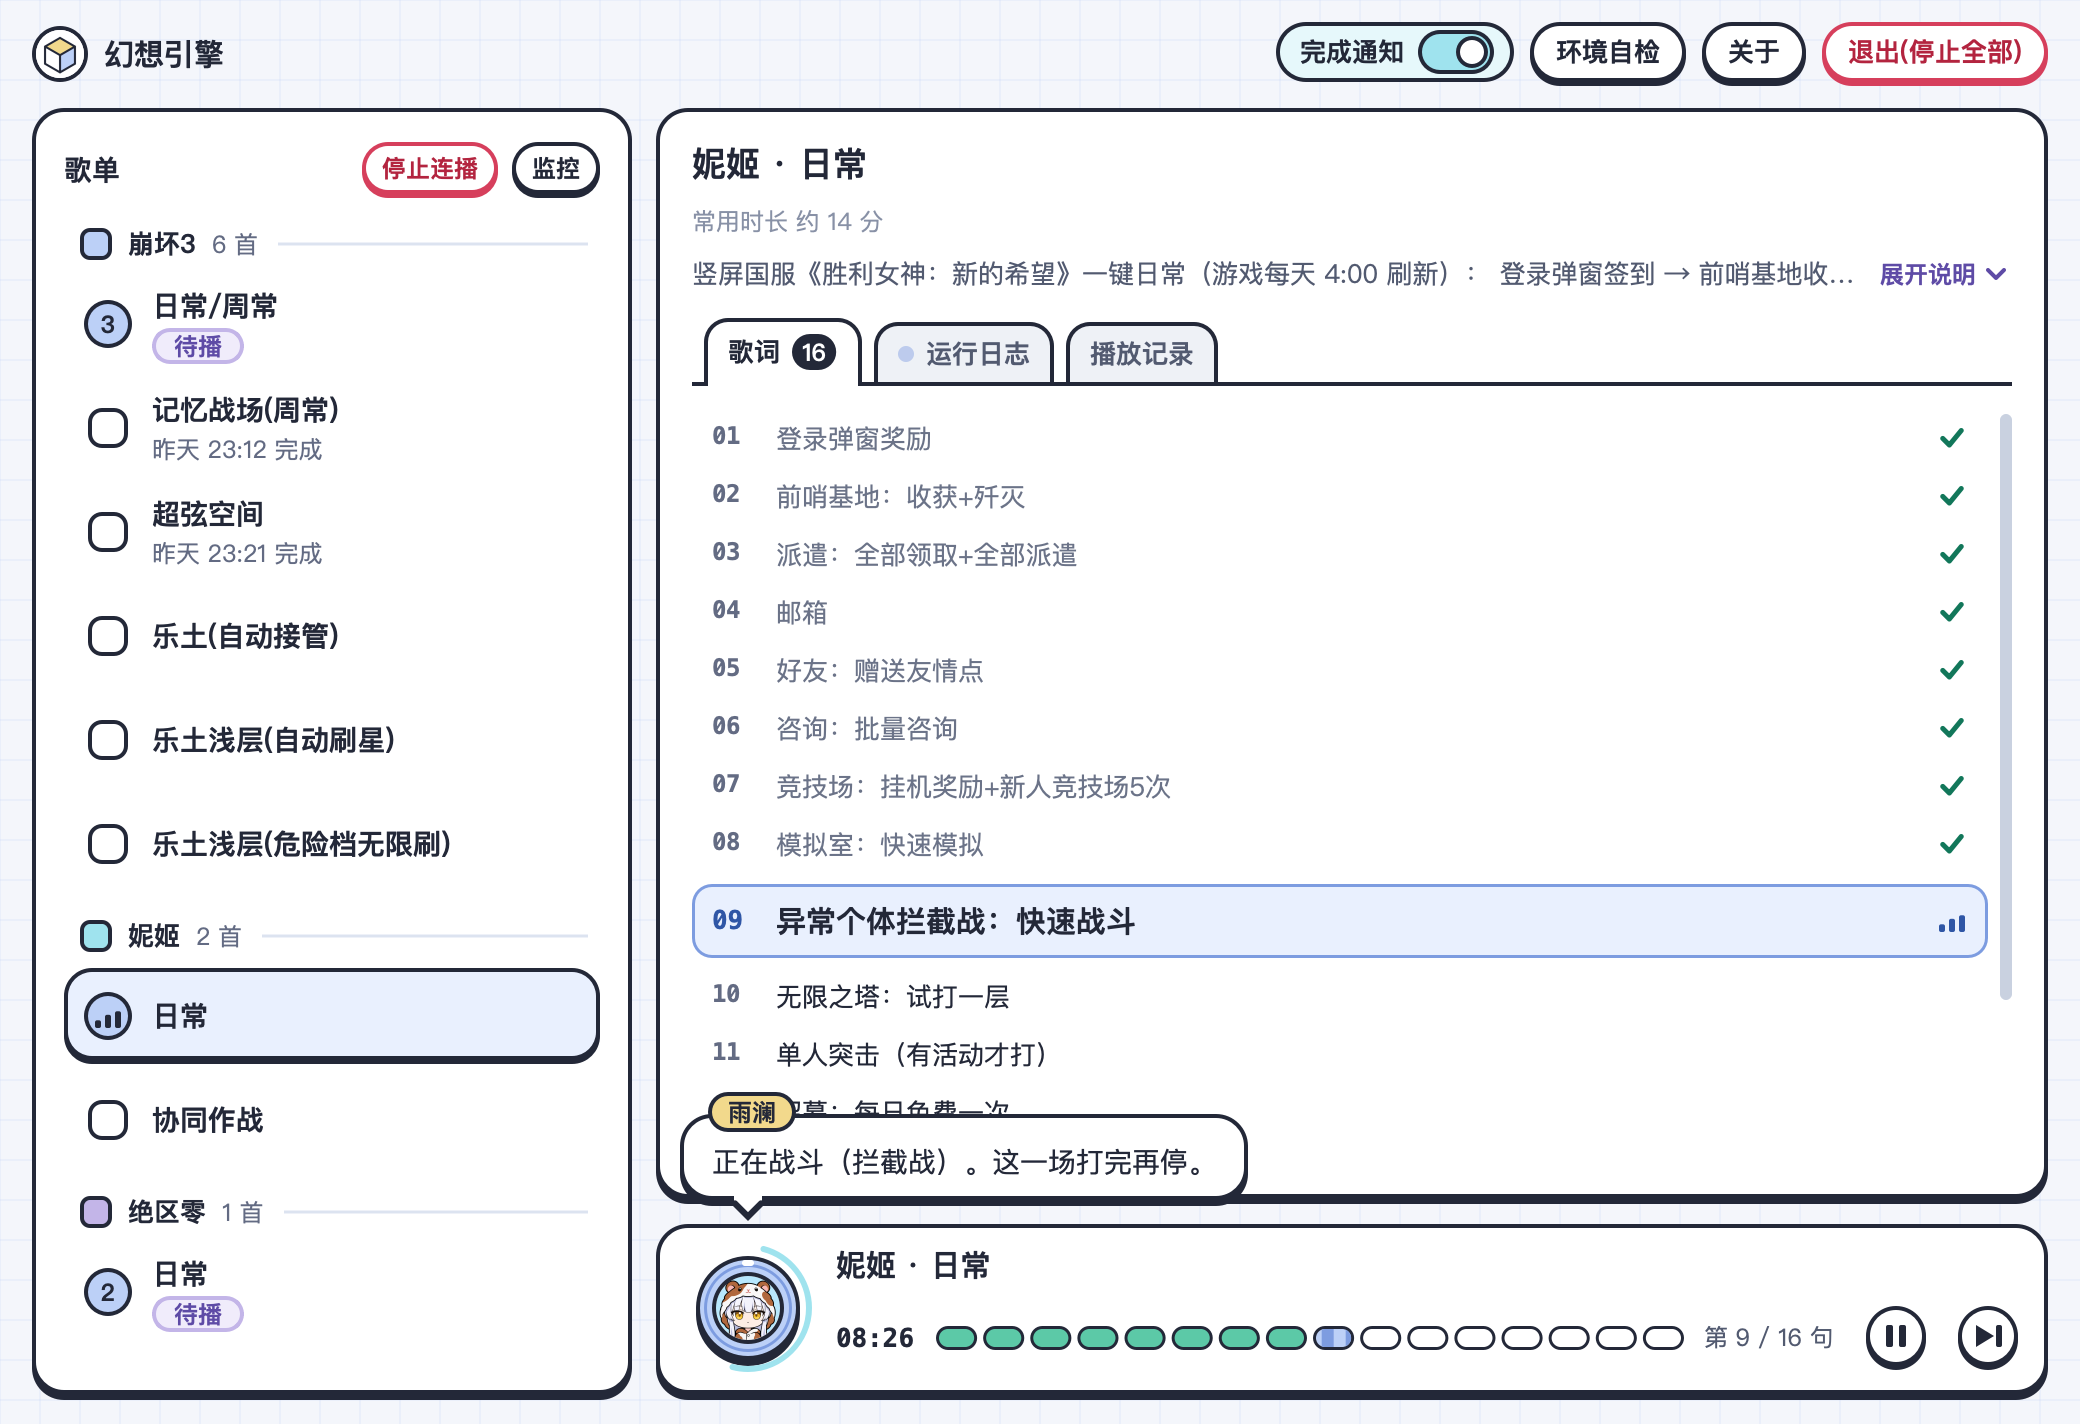 幻想引擎
完成通知
环境自检
关于
退出(停止全部)
歌单
停止连播
监控
崩坏3 6 首
3
日常/周常
待播
记忆战场(周常)
昨天 23:12 完成
超弦空间
昨天 23:21 完成
乐土(自动接管)
乐土浅层(自动刷星)
乐土浅层(危险档无限刷)
妮姬 2 首
日常
协同作战
绝区零 1 首
2
日常
待播
妮姬 · 日常
常用时长 约 14 分
竖屏国服《胜利女神：新的希望》一键日常（游戏每天 4:00 刷新）： 登录弹窗签到 → 前哨基地收… 展开说明
歌词 16
运行日志
播放记录
01 登录弹窗奖励
02 前哨基地：收获+歼灭
03 派遣：全部领取+全部派遣
04 邮箱
05 好友：赠送友情点
06 咨询：批量咨询
07 竞技场：挂机奖励+新人竞技场5次
08 模拟室：快速模拟
09 异常个体拦截战：快速战斗
10 无限之塔：试打一层
11 单人突击（有活动才打）
募：每日免费一次
雨澜
正在战斗（拦截战）。这一场打完再停。
妮姬 · 日常
08:26
第 9 / 16 句